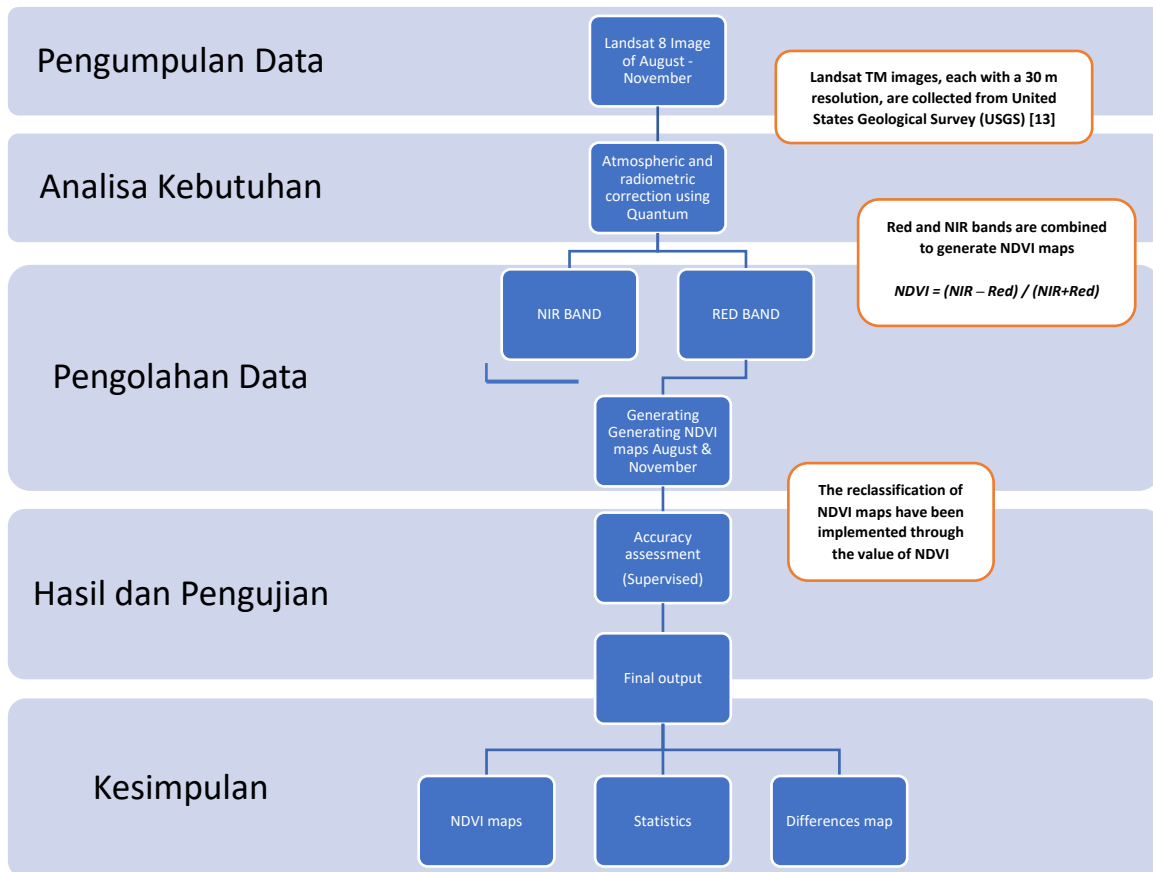 Pengumpulan Data
Landsat 8 Image
of August -
November
Landsat TM images, each with a 30 m
resolution, are collected from United
States Geological Survey (USGS) [13]
Analisa Kebutuhan
Atmospheric and
radiometric
correction using
Quantum
Red and NIR bands are combined
to generate NDVI maps
NDVI = (NIR – Red) / (NIR+Red)
Pengolahan Data
NIR BAND
RED BAND
Generating
Generating NDVI
maps August &
November
The reclassification of
NDVI maps have been
implemented through
the value of NDVI
Hasil dan Pengujian
Accuracy
assessment
(Supervised)
Final output
Kesimpulan
NDVI maps
Statistics
Differences map